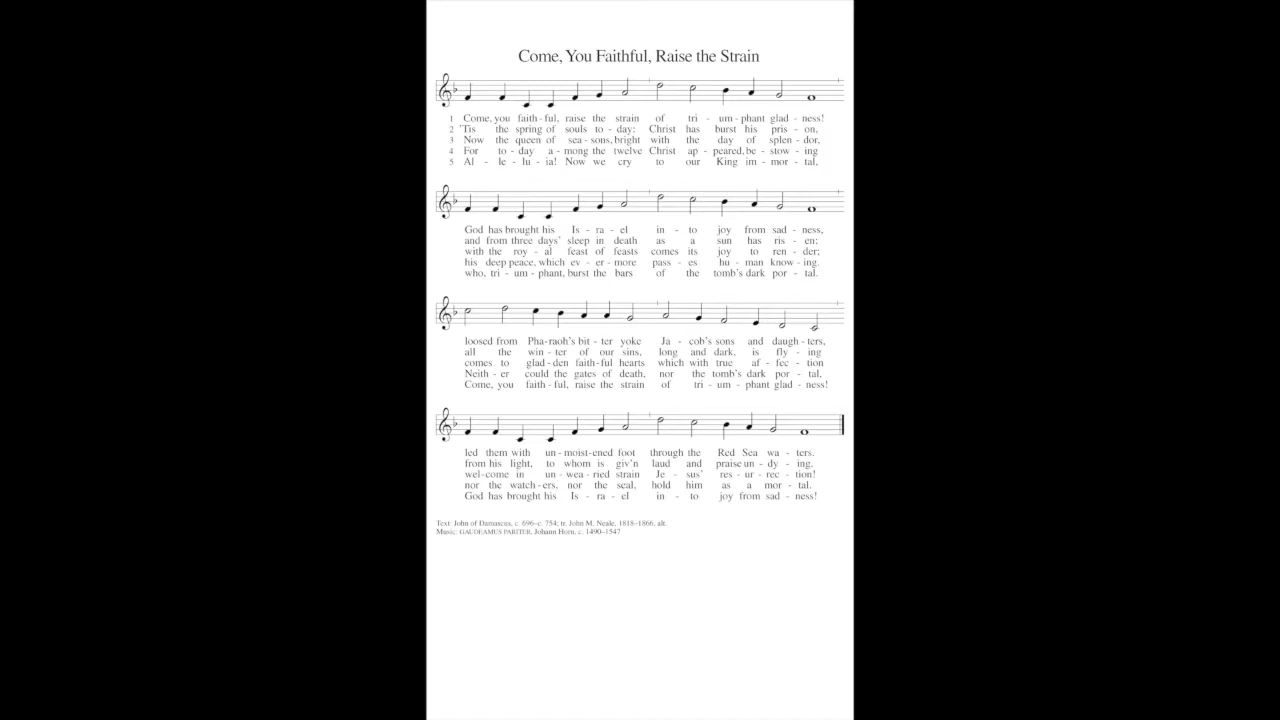 Come, You Faithful, Raise the Strain
1 Come, you faith - ful, raise the strain of tri - um - phant glad - ness!
2 'Tis the spring of souls to - day: Christ has burst his pris - on,
3 Now the queen of sea - sons, bright with the day of splen - dor,
4 For to - day a - mong the twelve Christ ap - peared, be - stow - ing
5 Al - le - lu - ia! Now we cry to our King im - mor - tal,
God has brought his Is - ra - el in - to joy from sad - ness,
and from three days' sleep in death as a sun has ris - en;
with the roy - al feast of feasts comes its joy to ren - der;
his deep peace, which ev - er - more pass - es hu - man know - ing.
who, tri - um - phant, burst the bars of the tomb's dark por - tal.
loosed from Pha - raoh's bit - ter yoke Ja - cob's sons and daugh - ters,
all the win - ter of our sins, long and dark, is fly - ing
comes to glad - den faith - ful hearts which with true af - fec - tion
Neith - er could the gates of death, nor the tomb's dark por - tal,
Come, you faith - ful, raise the strain of tri - um - phant glad - ness!
led them with un - moist - ened foot through the Red Sea wa - ters.
from his light, to whom is giv'n laud and praise un - dy - ing.
wel - come in un - wea - ried strain Je - sus' res - ur - rec - tion!
nor the watch - ers, nor the seal, hold him as a mor - tal.
God has brought his Is - ra - el in - to joy from sad - ness!
Text: John of Damascus, c. 696–c. 754; tr. John M. Neale, 1818–1866, alt.
Music: GAUDEAMUS PARITER, Johann Horn, c. 1490–1547